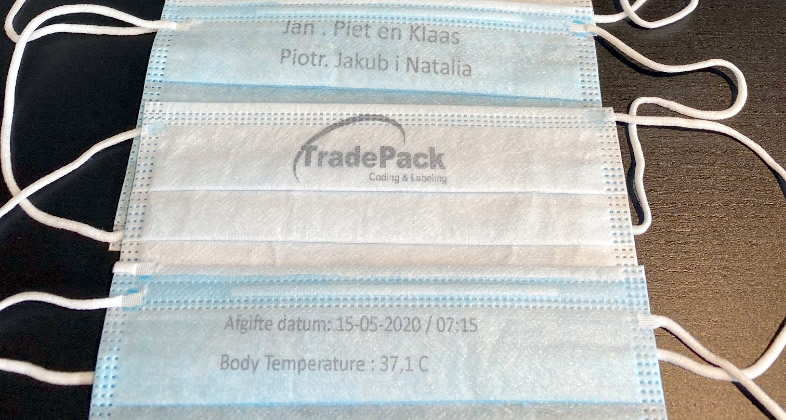 Jan . Piet en Klaas
Piotr. Jakub i Natalia
TradePack
Coding & Labeling
Afgifte datum: 15-05-2020 / 07:15
Body Temperature : 37,1 C